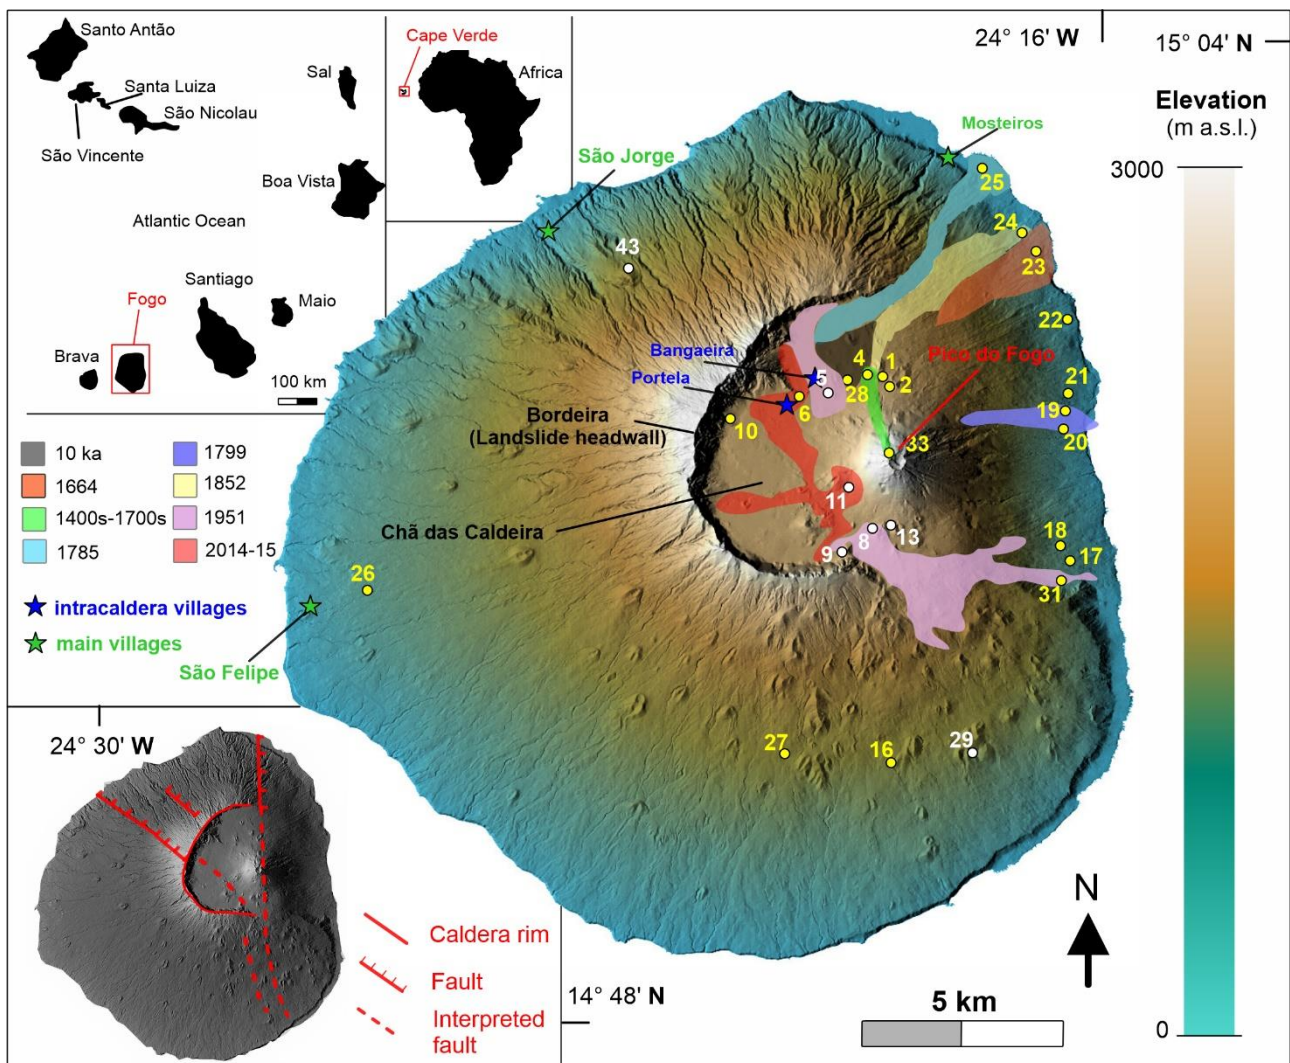 Santo Antão
Santa Luiza
São Nicolau
São Vincente
Sal
Boa Vista
Atlantic Ocean
Santiago
Maio
Fogo
Brava
100 km
Cape Verde
Africa
24° 16' W
15° 04' N
Elevation
(m a.s.l.)
3000
0
Mosteiros
São Jorge
25
24
23
43
22
Bangaeira
Portela
Pico do Fogo
4
1
2
5
28
6
21
19
20
10
Bordeira
(Landslide headwall)
33
11
Chã das Caldeira
8
13
9
18
17
31
26
São Felipe
27
16
29
10 ka
1664
1400s-1700s
1785
1799
1852
1951
2014-15
intracaldera villages
main villages
24° 30' W
Caldera rim
Fault
Interpreted
fault
14° 48' N
5 km
N